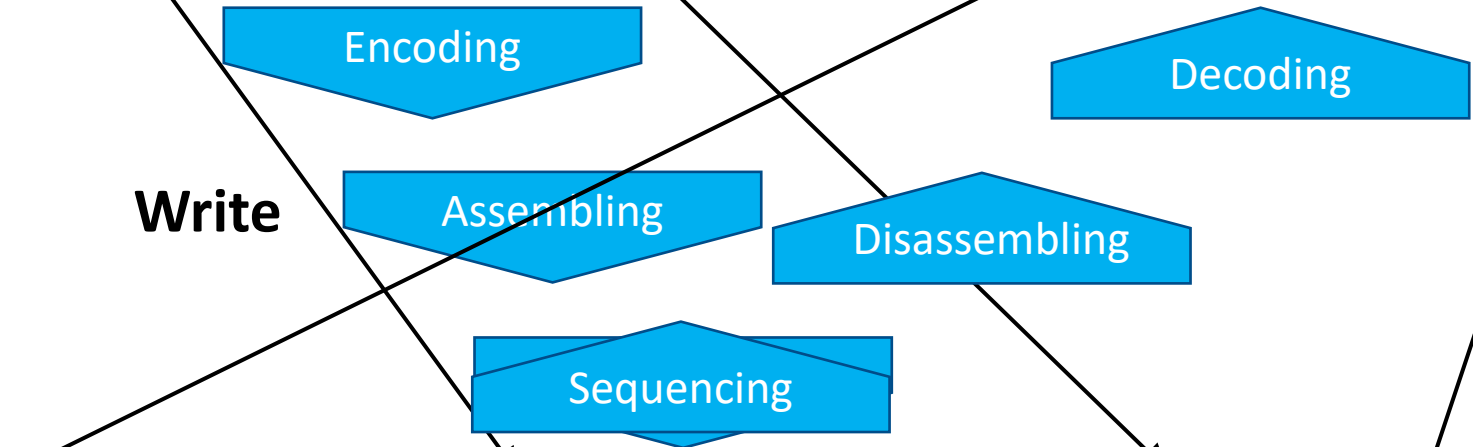 Encoding
Decoding
Write
Assembling
Disassembling
Sequencing